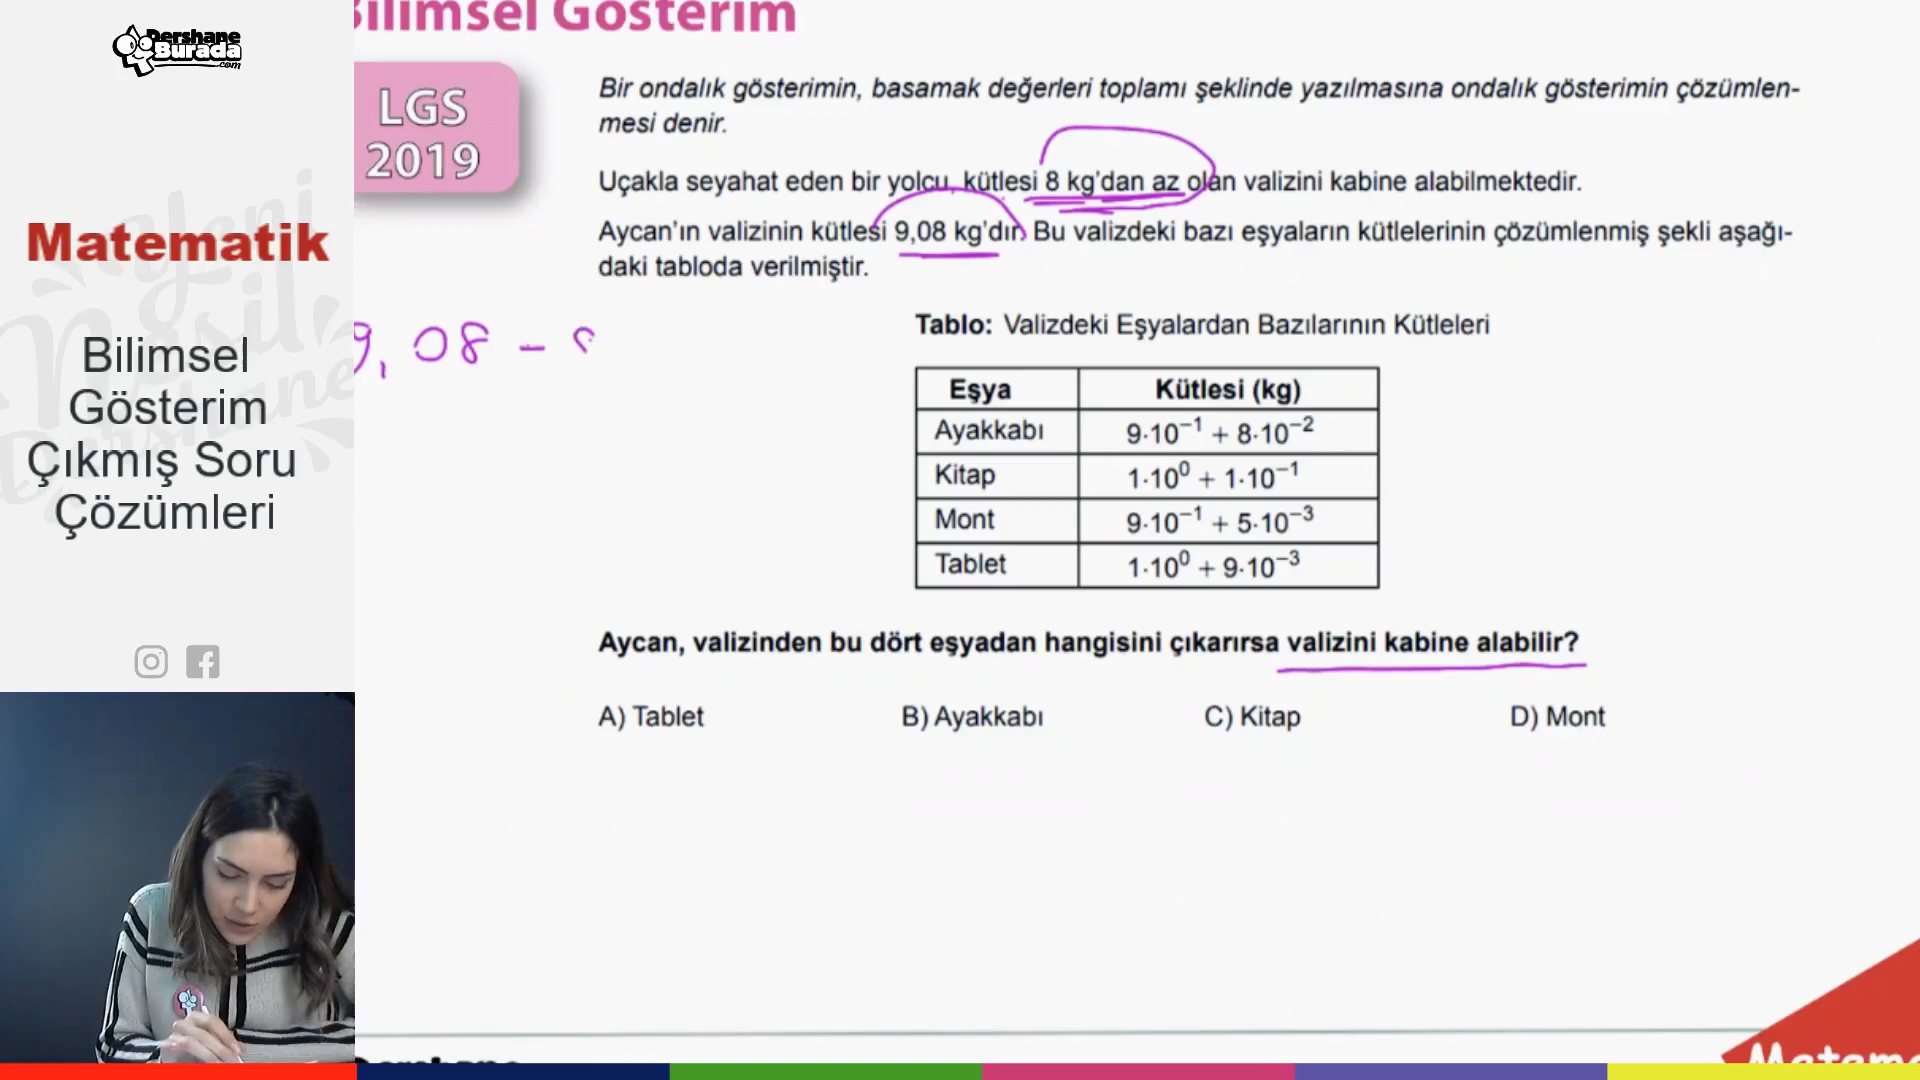 Dershane
Burada
.com
Matematik
Bilimsel
Gösterim
Çıkmış Soru
Çözümleri
Bilimsel Gösterim
LGS
2019
Bir ondalık gösterimin, basamak değerleri toplamı şeklinde yazılmasına ondalık gösterimin çözümlen-
mesi denir.
Uçakla seyahat eden bir yolcu, kütlesi 8 kg'dan az olan valizini kabine alabilmektedir.
Aycan'ın valizinin kütlesi 9,08 kg'dır. Bu valizdeki bazı eşyaların kütlelerinin çözümlenmiş şekli aşağı-
daki tabloda verilmiştir.
9,08 -
Tablo: Valizdeki Eşyalardan Bazılarının Kütleleri
Eşya Kütlesi (kg)
Ayakkabı 9·10⁻¹ + 8·10⁻²
Kitap 1·10⁰ + 1·10⁻¹
Mont 9·10⁻¹ + 5·10⁻³
Tablet 1·10⁰ + 9·10⁻³
Aycan, valizinden bu dört eşyadan hangisini çıkarırsa valizini kabine alabilir?
A) Tablet B) Ayakkabı C) Kitap D) Mont